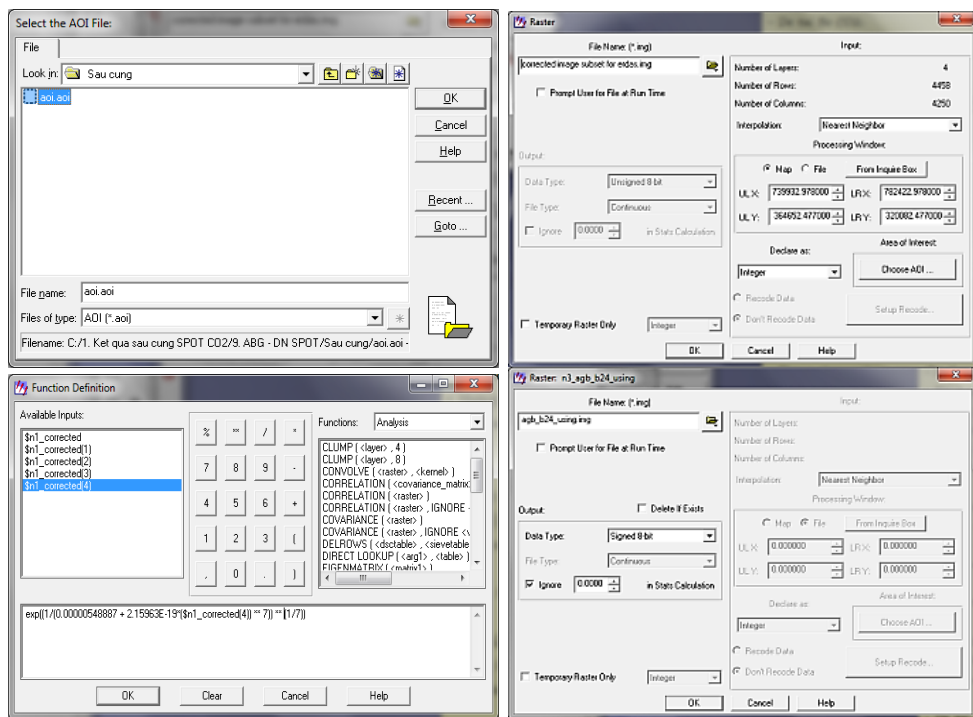 Select the AOI File:
File
Look in: Sau cung
aoi.aoi
OK
Cancel
Help
Recent ...
Goto ...
File name: aoi.aoi
Files of type: AOI (*.aoi)
Filename: C:/1. Ket qua sau cung SPOT CO2/9. ABG - DN SPOT/Sau cung/aoi.aoi -
Raster
File Name: (*.img)
corrected image subset for erdas.img
Prompt User for File at Run Time
Output:
Data Type: Unsigned 8-bit
File Type: Continuous
Ignore 0.0000 in Stats Calculation
Temporary Raster Only Integer
Input:
Number of Layers: 4
Number of Rows: 4458
Number of Columns: 4250
Interpolation: Nearest Neighbor
Processing Window:
Map File From Inquire Box
ULX: 739932.978000 LRX: 782422.978000
ULY: 364652.477000 LRY: 320082.477000
Declare as: Area of Interest:
Integer Choose AOI ...
Recode Data
Setup Recode...
Don't Recode Data
OK Cancel Help
Function Definition
Available Inputs:
$n1_corrected
$n1_corrected(1)
$n1_corrected(2)
$n1_corrected(3)
$n1_corrected(4)
% ** / *
7 8 9 -
4 5 6 +
1 2 3 (
, 0 . )
Functions: Analysis
CLUMP ( <layer> , 4 )
CLUMP ( <layer> , 8 )
CONVOLVE ( <raster> , <kernel> )
CORRELATION ( <covariance_matrix
CORRELATION ( <raster> )
CORRELATION ( <raster> , IGNORE
COVARIANCE ( <raster> )
COVARIANCE ( <raster> , IGNORE <v
DELROWS ( <dsctable> , <sievetable
DIRECT LOOKUP ( <arg1> , <table> )
EIGENMATRIX ( <matrix1> )
exp((1/(0.00000548887 + 2.15963E-19*($n1_corrected(4)) ** 7)) ** (1/7))
OK Clear Cancel Help
Raster: n3_agb_b24_using
File Name: (*.img)
agb_b24_using.img
Prompt User for File at Run Time
Output: Delete If Exists
Data Type: Signed 8-bit
File Type: Continuous
Ignore 0.0000 in Stats Calculation
Temporary Raster Only Integer
Input:
Number of Layers:
Number of Rows:
Number of Columns:
Interpolation: Nearest Neighbor
Processing Window:
Map File From Inquire Box
ULX: 0.000000 LRX: 0.000000
ULY: 0.000000 LRY: 0.000000
Declare as: Area of Interest:
Integer Choose AOI ...
Recode Data
Setup Recode...
Don't Recode Data
OK Cancel Help